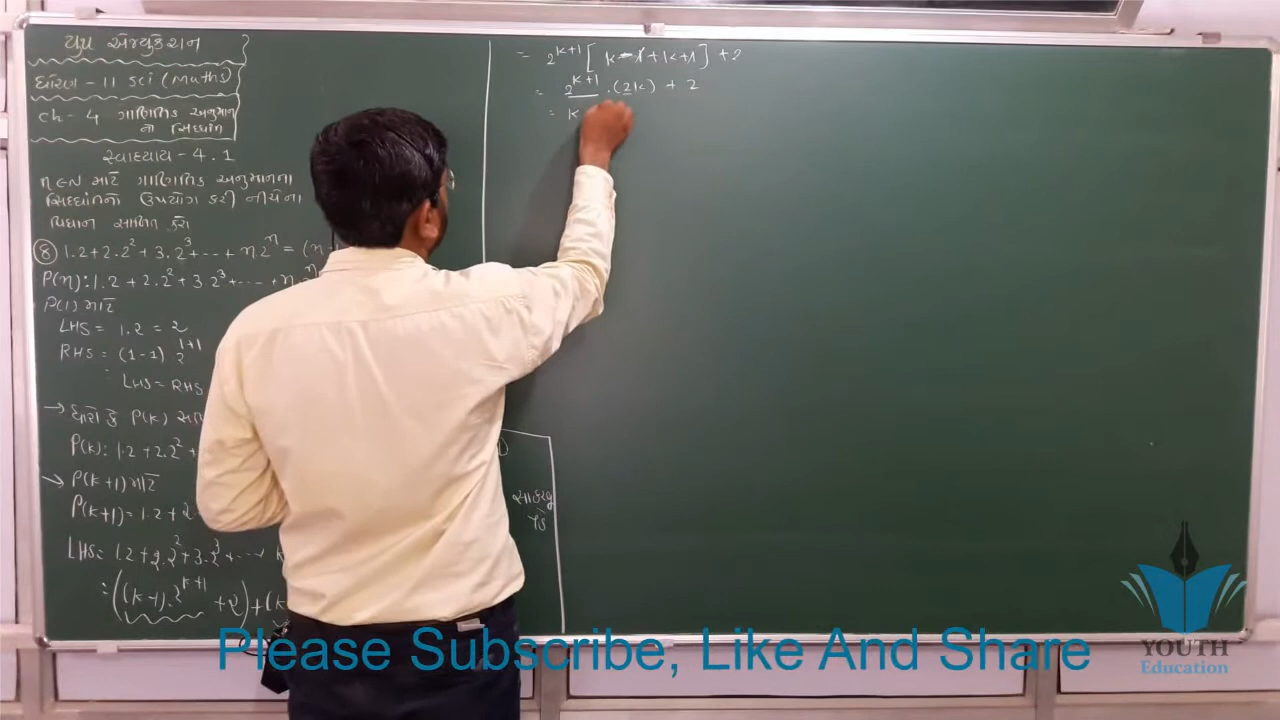 યુથ એજ્યુકેશન
ધોરણ - 11 Sci (Maths)
Ch - 4 ગાણિતિક અનુમાન
નો સિદ્ધાંત
સ્વાધ્યાય - 4.1
n∈N માટે ગાણિતિક અનુમાનના
સિદ્ધાંતનો ઉપયોગ કરી નીચેના
વિધાન સાબિત કરો
⑧ 1.2+2.2²+3.2³+--+n2ⁿ = (n
P(n): 1.2+2.2²+3.2³+---+n.2ⁿ
P(1) માટે
LHS = 1.2 = 2
RHS = (1-1) 2^{1+1}
LHS = RHS
→ ધારો કે P(k)
P(k): 1.2+2.2²+
→ P(k+1) માટે
P(k+1) = 1.2+2
LHS = 1.2+2.2²+3.2³+---+ k
= ((k-1).2^{k+1} +2)+(k
= 2^{k+1} [k-1+k+1] +2
= 2^{k+1} .(2k) + 2
= k
Please Subscribe, Like And Share
YOUTH
Education